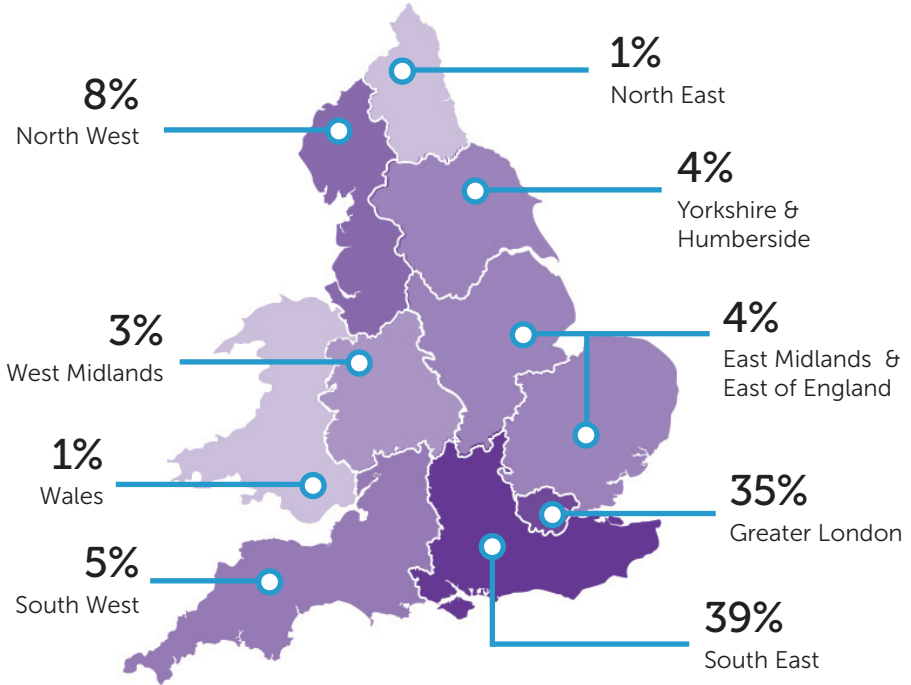 8%
North West
1%
North East
4%
Yorkshire &
Humberside
3%
West Midlands
4%
East Midlands &
East of England
1%
Wales
35%
Greater London
5%
South West
39%
South East